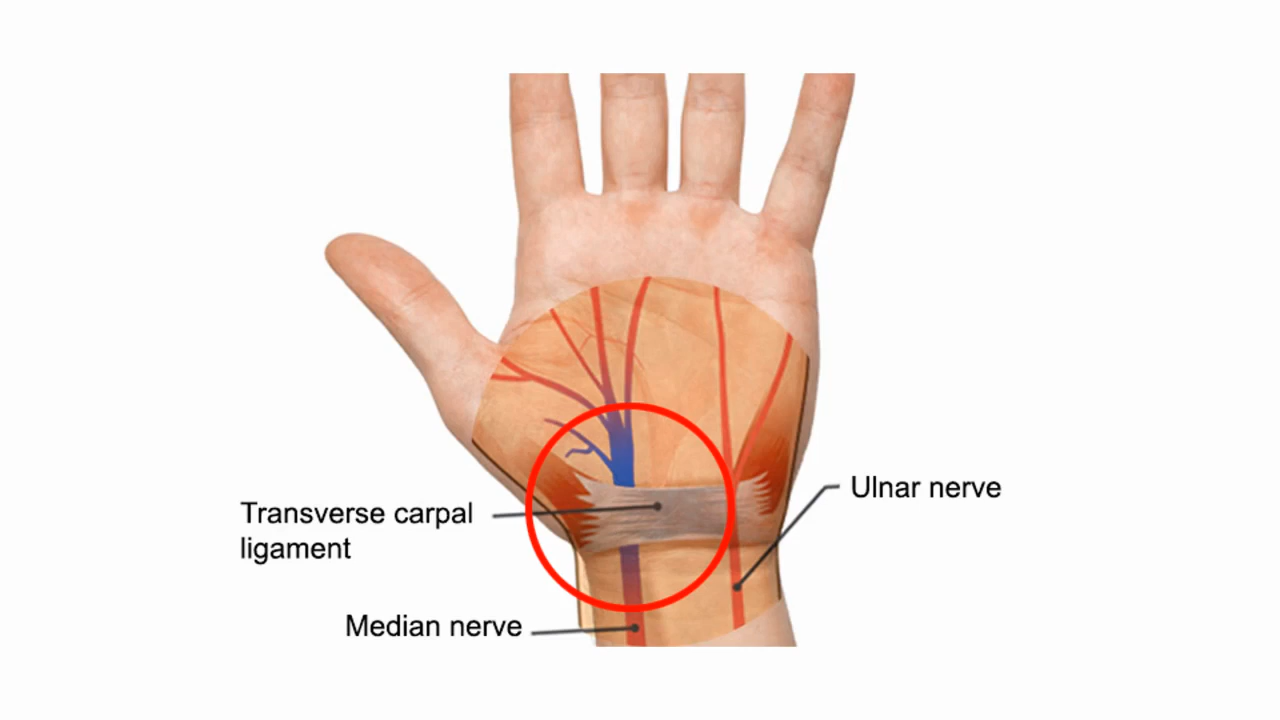 Ulnar nerve
Transverse carpal
ligament
Median nerve